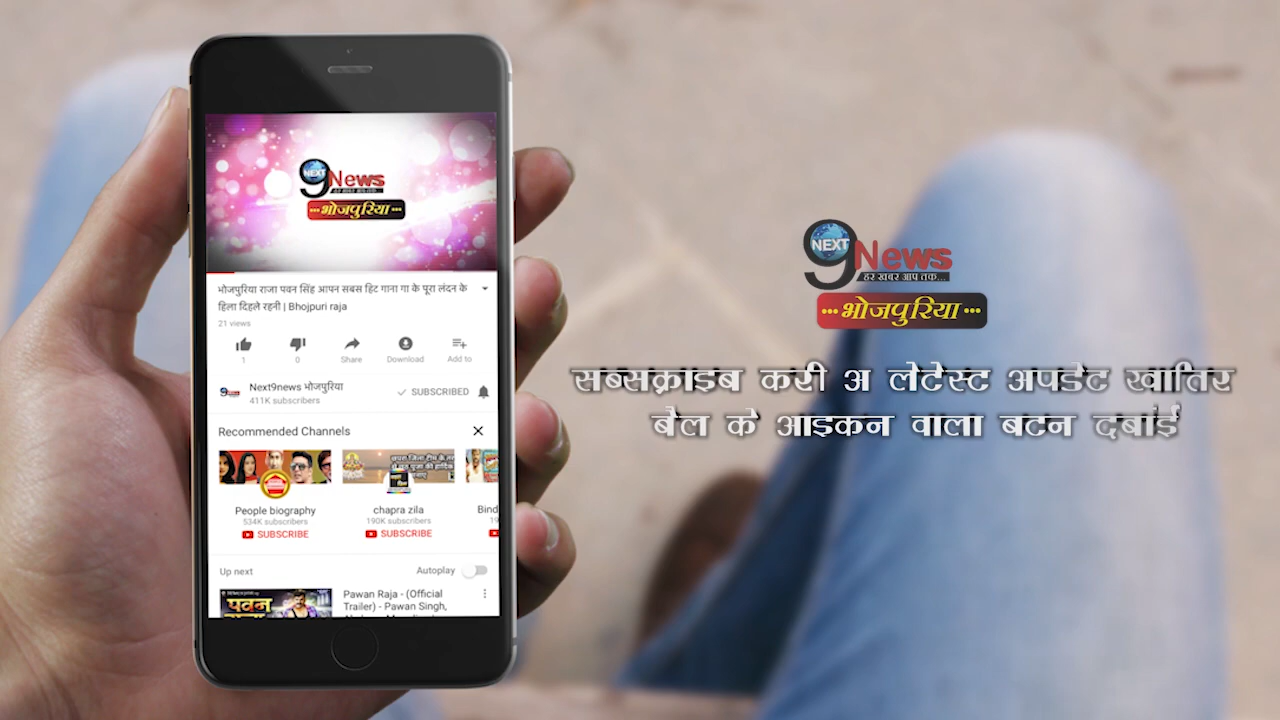 NEXT
9 News
हर खबर आप तक...
भोजपुरिया
भोजपुरिया राजा पवन सिंह आपन सबस हिट गाना गा के पूरा लंदन के
हिला दिहले रहनी | Bhojpuri raja
21 views
1
0
Share
Download
Add to
Next9news भोजपुरिया
411K subscribers
SUBSCRIBED
Recommended Channels
People biography
534K subscribers
SUBSCRIBE
chapra zila
190K subscribers
SUBSCRIBE
Bind
Up next
Autoplay
पवन
Pawan Raja - (Official
Trailer) - Pawan Singh,
NEXT
9 News
हर खबर आप तक...
भोजपुरिया
सब्सक्राइब करी अ लेटेस्ट अपडेट खातिर
बेल के आइकन वाला बटन दबांई